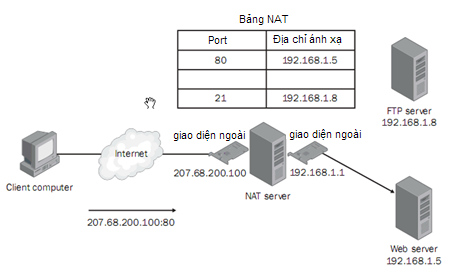 Bảng NAT
Port
Địa chỉ ánh xạ
80
192.168.1.5
21
192.168.1.8
FTP server
192.168.1.8
giao diện ngoài
giao diện ngoài
Internet
Client computer
207.68.200.100
192.168.1.1
NAT server
207.68.200.100:80
Web server
192.168.1.5